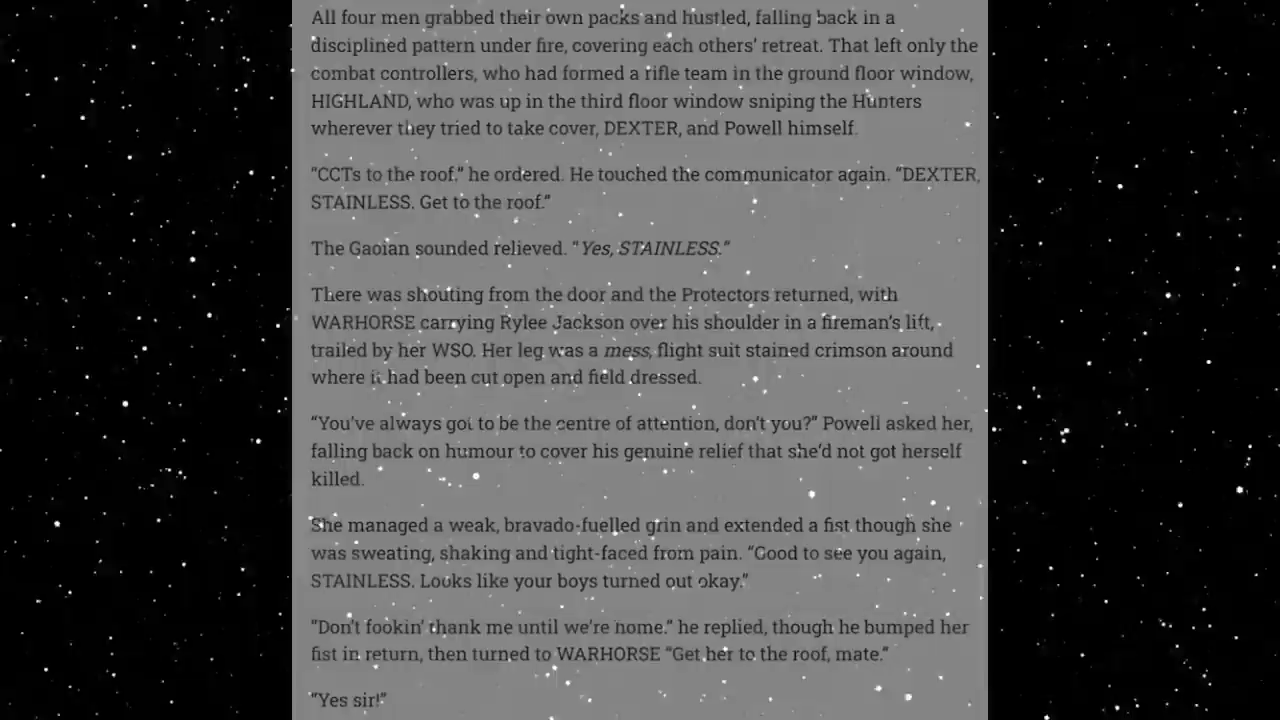 All four men grabbed their own packs and hustled, falling back in a
disciplined pattern under fire, covering each others’ retreat. That left only the
combat controllers, who had formed a rifle team in the ground floor window,
HIGHLAND, who was up in the third floor window sniping the Hunters
wherever they tried to take cover, DEXTER, and Powell himself.
“CCTs to the roof.” he ordered. He touched the communicator again. “DEXTER,
STAINLESS. Get to the roof.”
The Gaoian sounded relieved. “Yes, STAINLESS.”
There was shouting from the door and the Protectors returned, with
WARHORSE carrying Rylee Jackson over his shoulder in a fireman’s lift,
trailed by her WSO. Her leg was a mess, flight suit stained crimson around
where it had been cut open and field dressed.
“You’ve always got to be the centre of attention, don’t you?” Powell asked her,
falling back on humour to cover his genuine relief that she’d not got herself
killed.
She managed a weak, bravado-fuelled grin and extended a fist though she
was sweating, shaking and tight-faced from pain. “Good to see you again,
STAINLESS. Looks like your boys turned out okay.”
“Don’t fookin’ thank me until we’re home.” he replied, though he bumped her
fist in return, then turned to WARHORSE “Get her to the roof, mate.”
“Yes sir!”